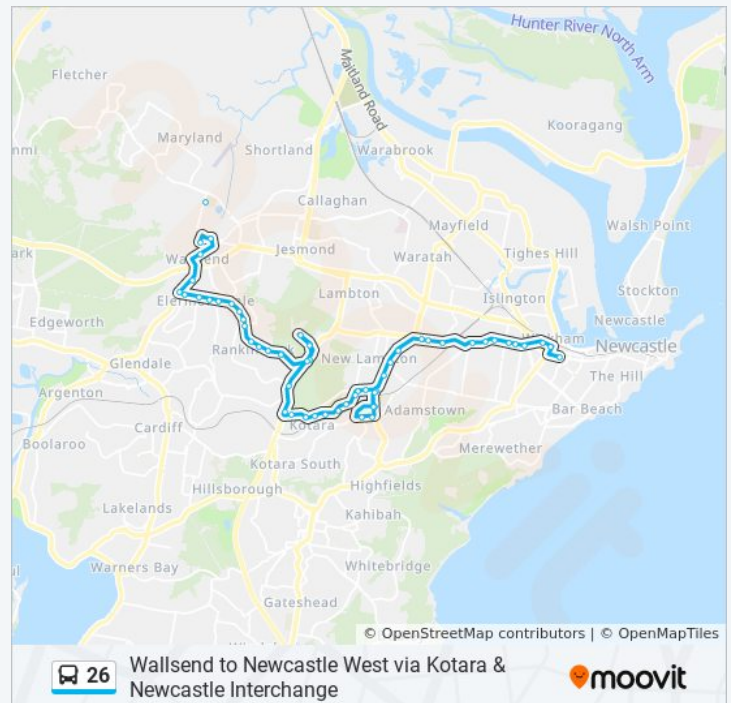 Hunter River North Arm
Fletcher
Maitland Road
Kooragang
Maryland
Shortland
Warabrook
Callaghan
Mayfield
Walsh Point
ark
Jesmond
Waratah
Tighes Hill
Lambton
Islington
Stockton
Edgeworth
Newcastle
Glendale
New Lambton
Newcastle
The Hill
Argenton
Adamstown
Bar Beach
Cardiff
Kotara
Boolaroo
Merewether
Kotara South
Hillsborough
Highfields
Lakelands
Kahibah
Warners Bay
Whitebridge
Gateshead
© OpenStreetMap contributors | © OpenMapTiles
26
Wallsend to Newcastle West via Kotara &
Newcastle Interchange
moovit